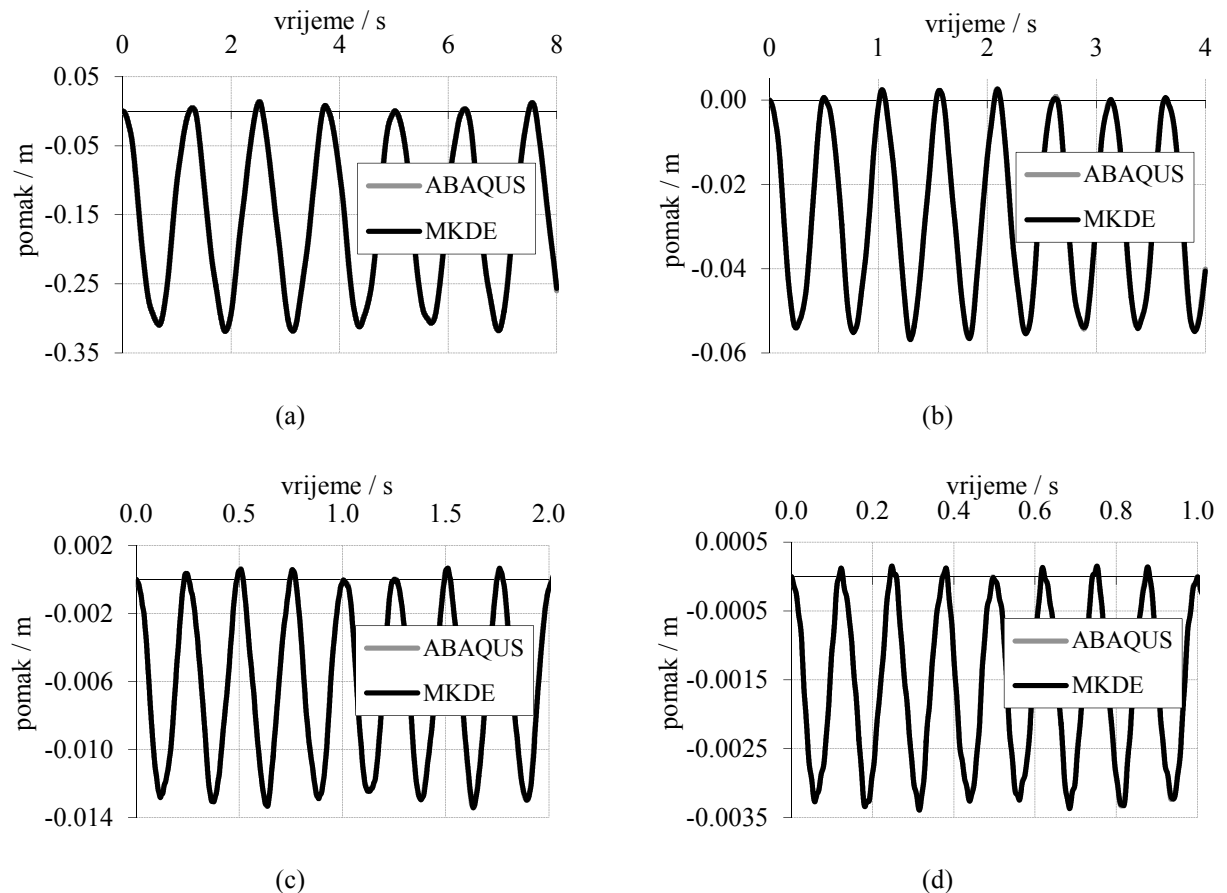 vrijeme / s
0 2 4 6 8
0.05
-0.05
-0.15
-0.25
-0.35
pomak / m
ABAQUS
MKDE
(a)
vrijeme / s
0 1 2 3 4
0.00
-0.02
-0.04
-0.06
pomak / m
ABAQUS
MKDE
(b)
vrijeme / s
0.0 0.5 1.0 1.5 2.0
0.002
-0.002
-0.006
-0.010
-0.014
pomak / m
ABAQUS
MKDE
(c)
vrijeme / s
0.0 0.2 0.4 0.6 0.8 1.0
0.0005
-0.0005
-0.0015
-0.0025
-0.0035
pomak / m
ABAQUS
MKDE
(d)